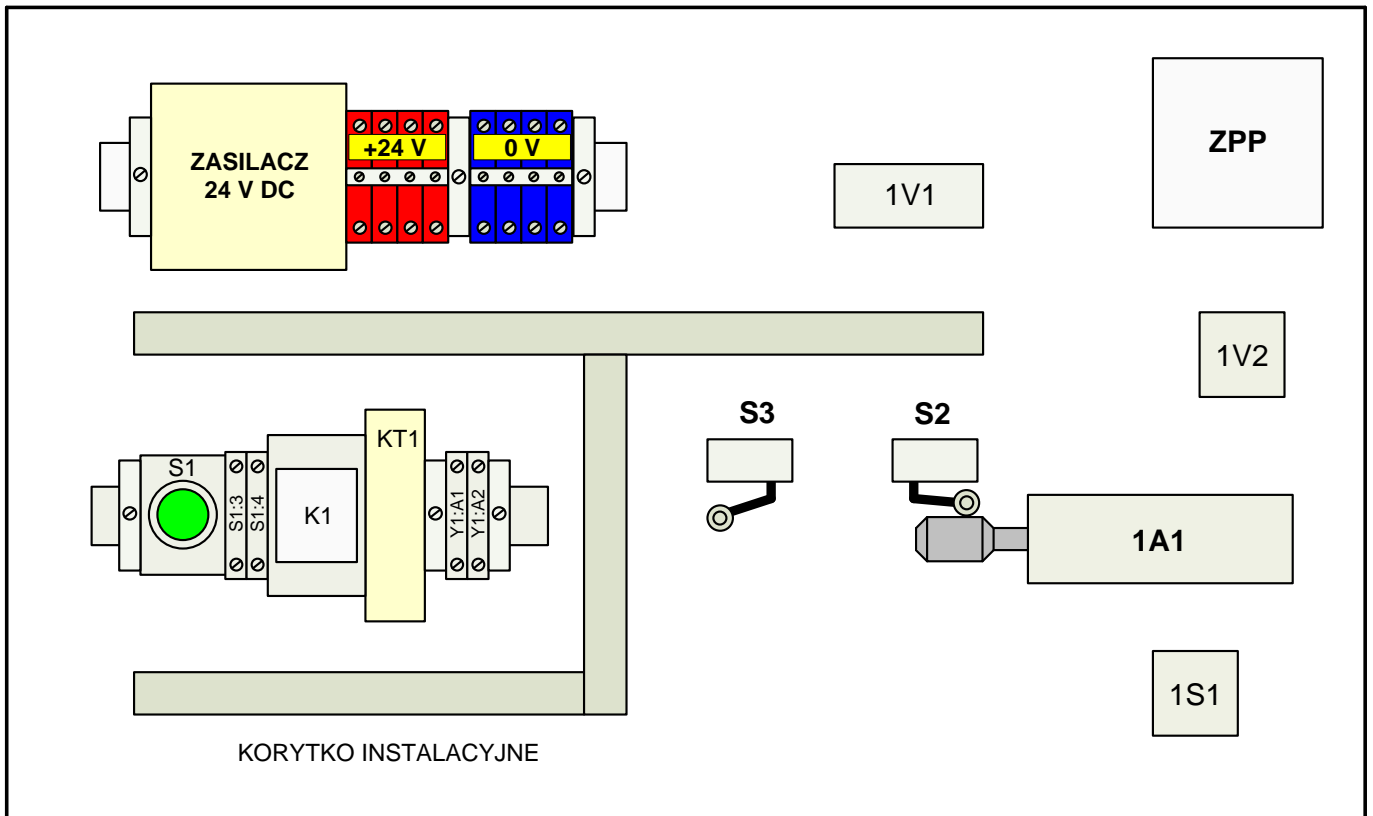 ZASILACZ
24 V DC
+24 V
0 V
1V1
ZPP
1V2
S3
S2
S1
S1:3
S1:4
K1
KT1
Y1:A1
Y1:A2
1A1
1S1
KORYTKO INSTALACYJNE